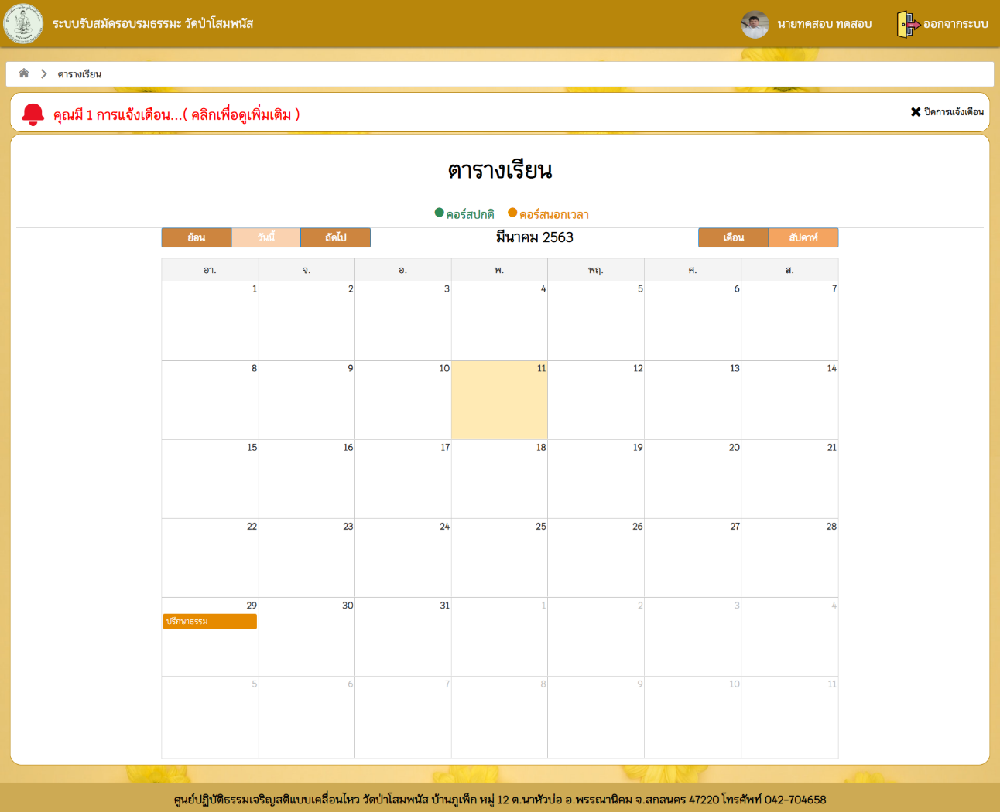 ระบบรับสมัครอบรมธรรมะ วัดป่าโสมพนัส
นายทดสอบ ทดสอบ
ออกจากระบบ
ตารางเรียน
คุณมี 1 การแจ้งเตือน...( คลิกเพื่อดูเพิ่มเติม )
ปิดการแจ้งเตือน
ตารางเรียน
คอร์สปกติ คอร์สนอกเวลา
ย้อน วันนี้ ถัดไป มีนาคม 2563 เดือน สัปดาห์
อา. จ. อ. พ. พฤ. ศ. ส.
1 2 3 4 5 6 7
8 9 10 11 12 13 14
15 16 17 18 19 20 21
22 23 24 25 26 27 28
29 30 31 1 2 3 4
ปรึกษาธรรม
5 6 7 8 9 10 11
ศูนย์ปฏิบัติธรรมเจริญสติแบบเคลื่อนไหว วัดป่าโสมพนัส บ้านภูเพ็ก หมู่ 12 ต.นาหัวบ่อ อ.พรรณานิคม จ.สกลนคร 47220 โทรศัพท์ 042-704658